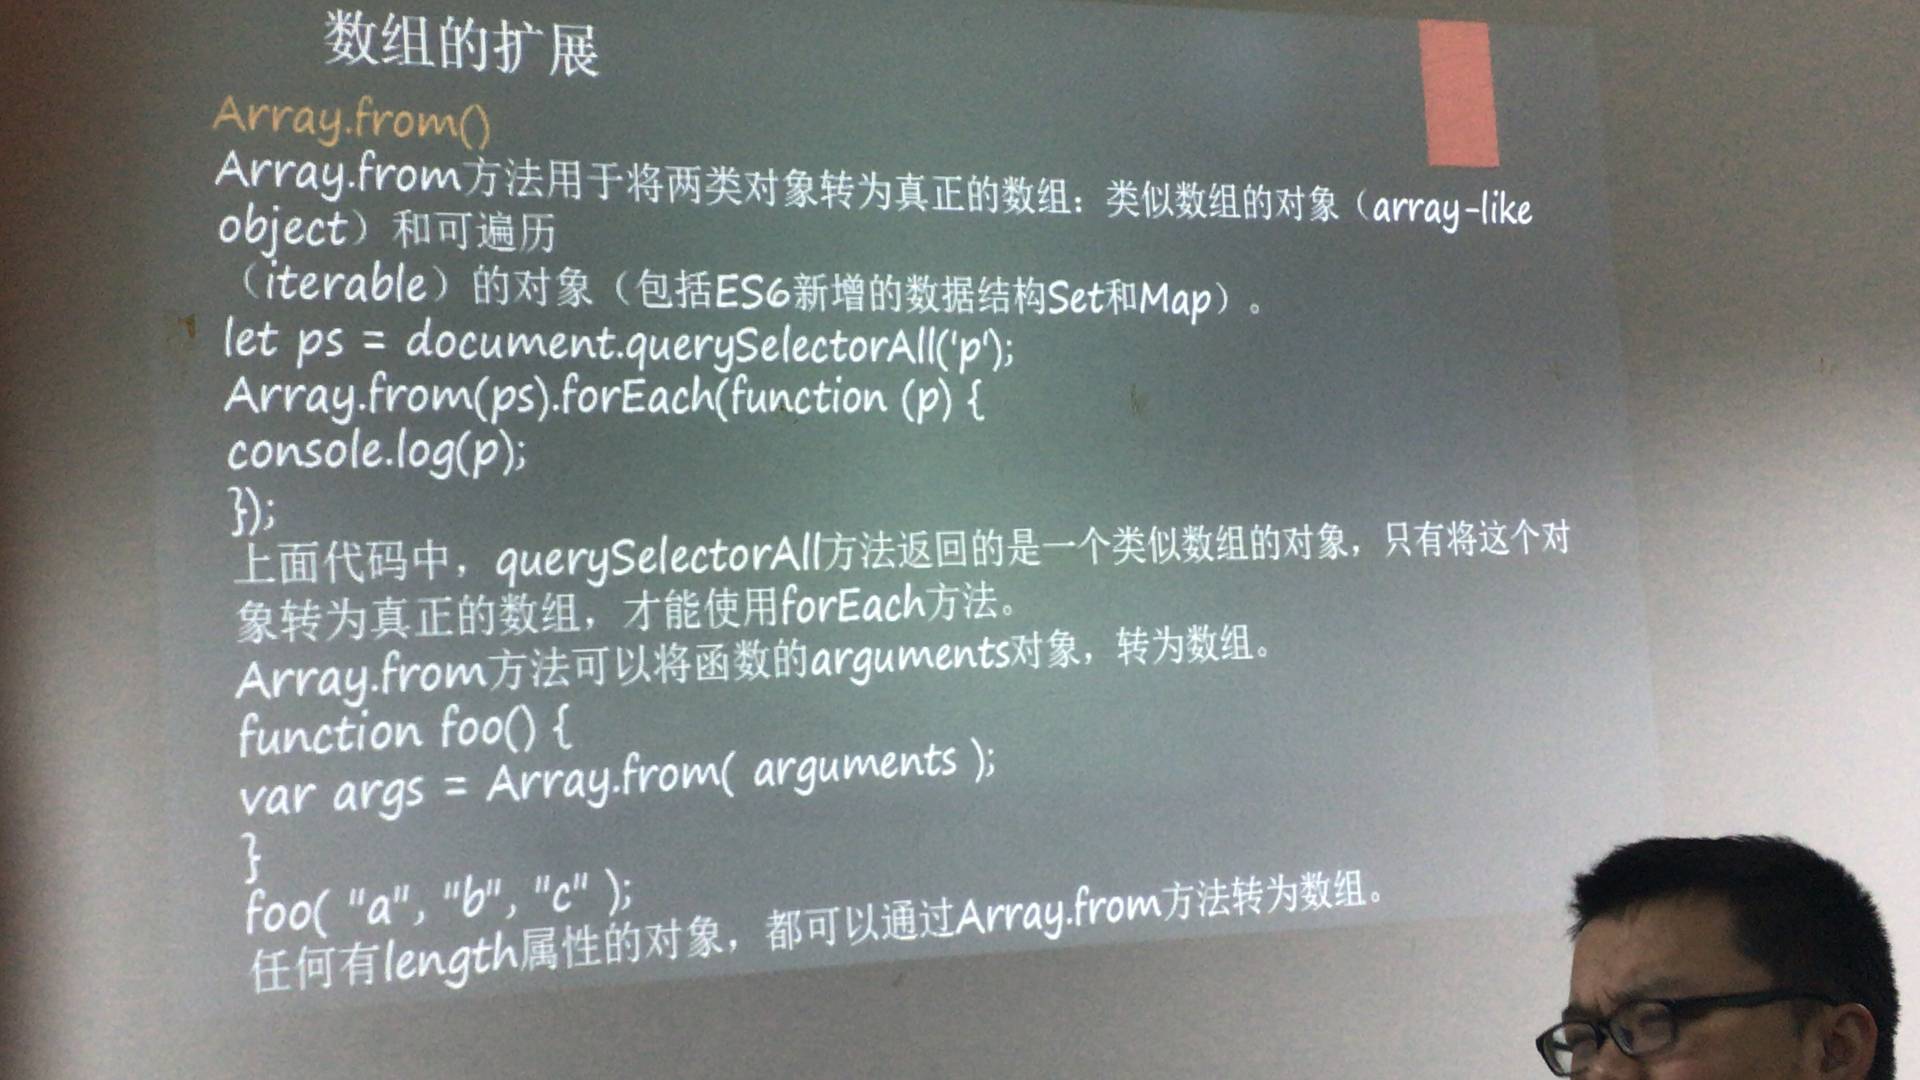 数组的扩展
Array.from()
Array.from方法用于将两类对象转为真正的数组：类似数组的对象（array-like
object）和可遍历
（iterable）的对象（包括ES6新增的数据结构Set和Map）。
let ps = document.querySelectorAll('p');
Array.from(ps).forEach(function (p) {
console.log(p);
});
上面代码中，querySelectorAll方法返回的是一个类似数组的对象，只有将这个对
象转为真正的数组，才能使用forEach方法。
Array.from方法可以将函数的arguments对象，转为数组。
function foo() {
var args = Array.from( arguments );
}
foo( "a", "b", "c" );
任何有length属性的对象，都可以通过Array.from方法转为数组。